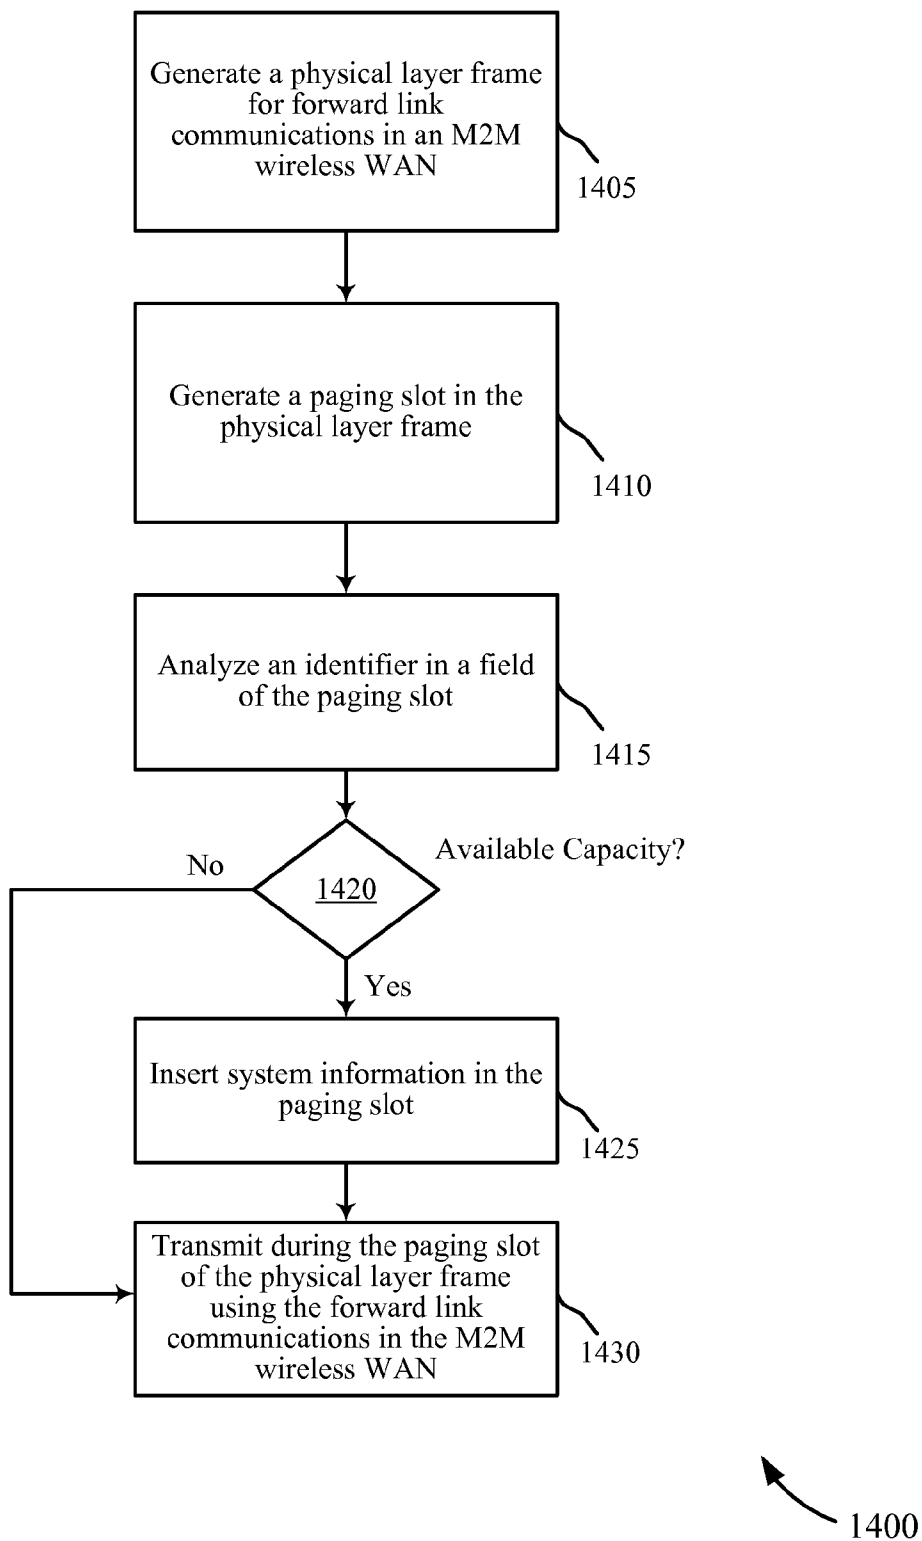 Generate a physical layer frame
for forward link
communications in an M2M
wireless WAN
1405
Generate a paging slot in the
physical layer frame
1410
Analyze an identifier in a field
of the paging slot
1415
Available Capacity?
No
1420
Yes
Insert system information in the
paging slot
1425
Transmit during the paging slot
of the physical layer frame
using the forward link
communications in the M2M
wireless WAN
1430
1400